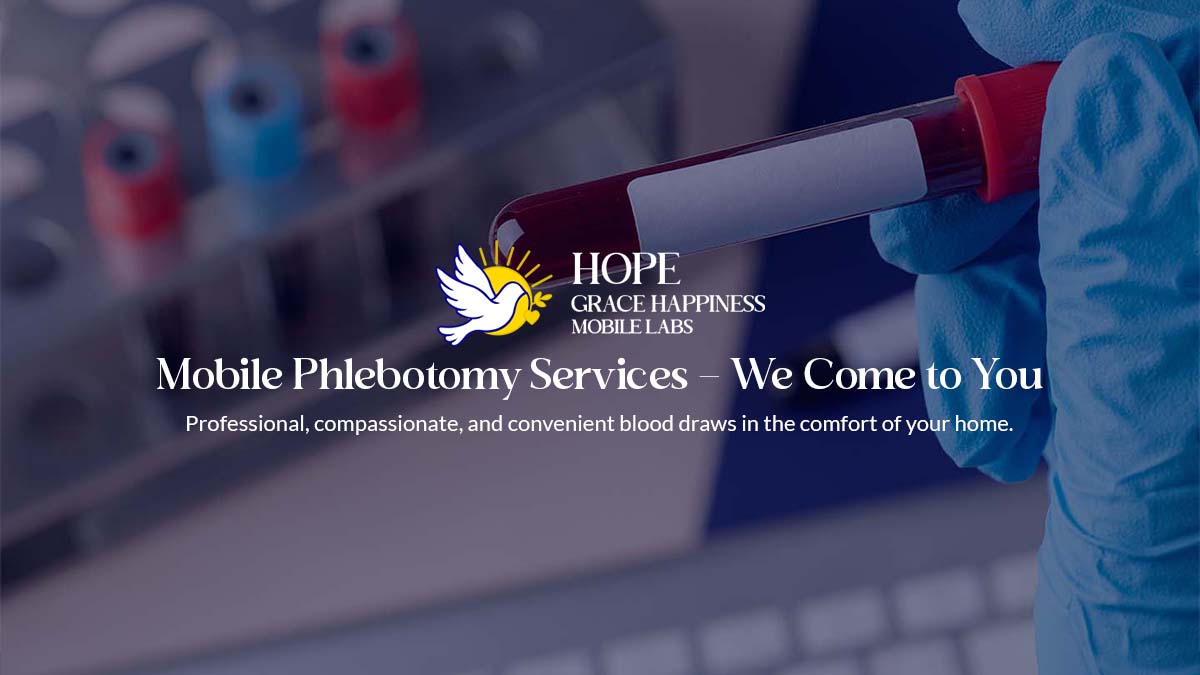 HOPE
GRACE HAPPINESS
MOBILE LABS
Mobile Phlebotomy Services – We Come to You
Professional, compassionate, and convenient blood draws in the comfort of your home.